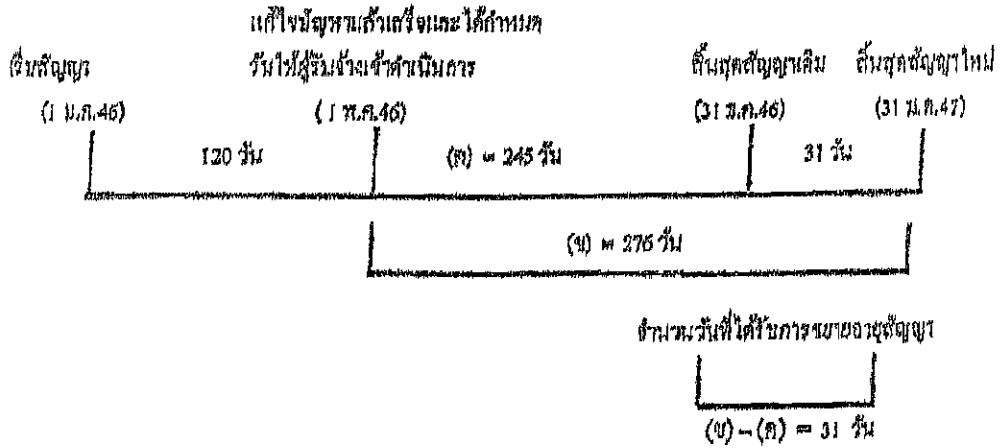 แก้ไขปัญหาแล้วเสร็จและได้กำหนด
เริ่มสัญญา วันให้ผู้รับจ้างเข้าดำเนินการ สิ้นสุดสัญญาเดิม สิ้นสุดสัญญาใหม่
(1 ม.ค.46) (1 พ.ค.46) (31 ธ.ค.46) (31 ม.ค.47)
120 วัน (ค) = 245 วัน 31 วัน
(ข) = 276 วัน
จำนวนวันที่ได้รับการขยายอายุสัญญา
(ข) – (ค) = 31 วัน